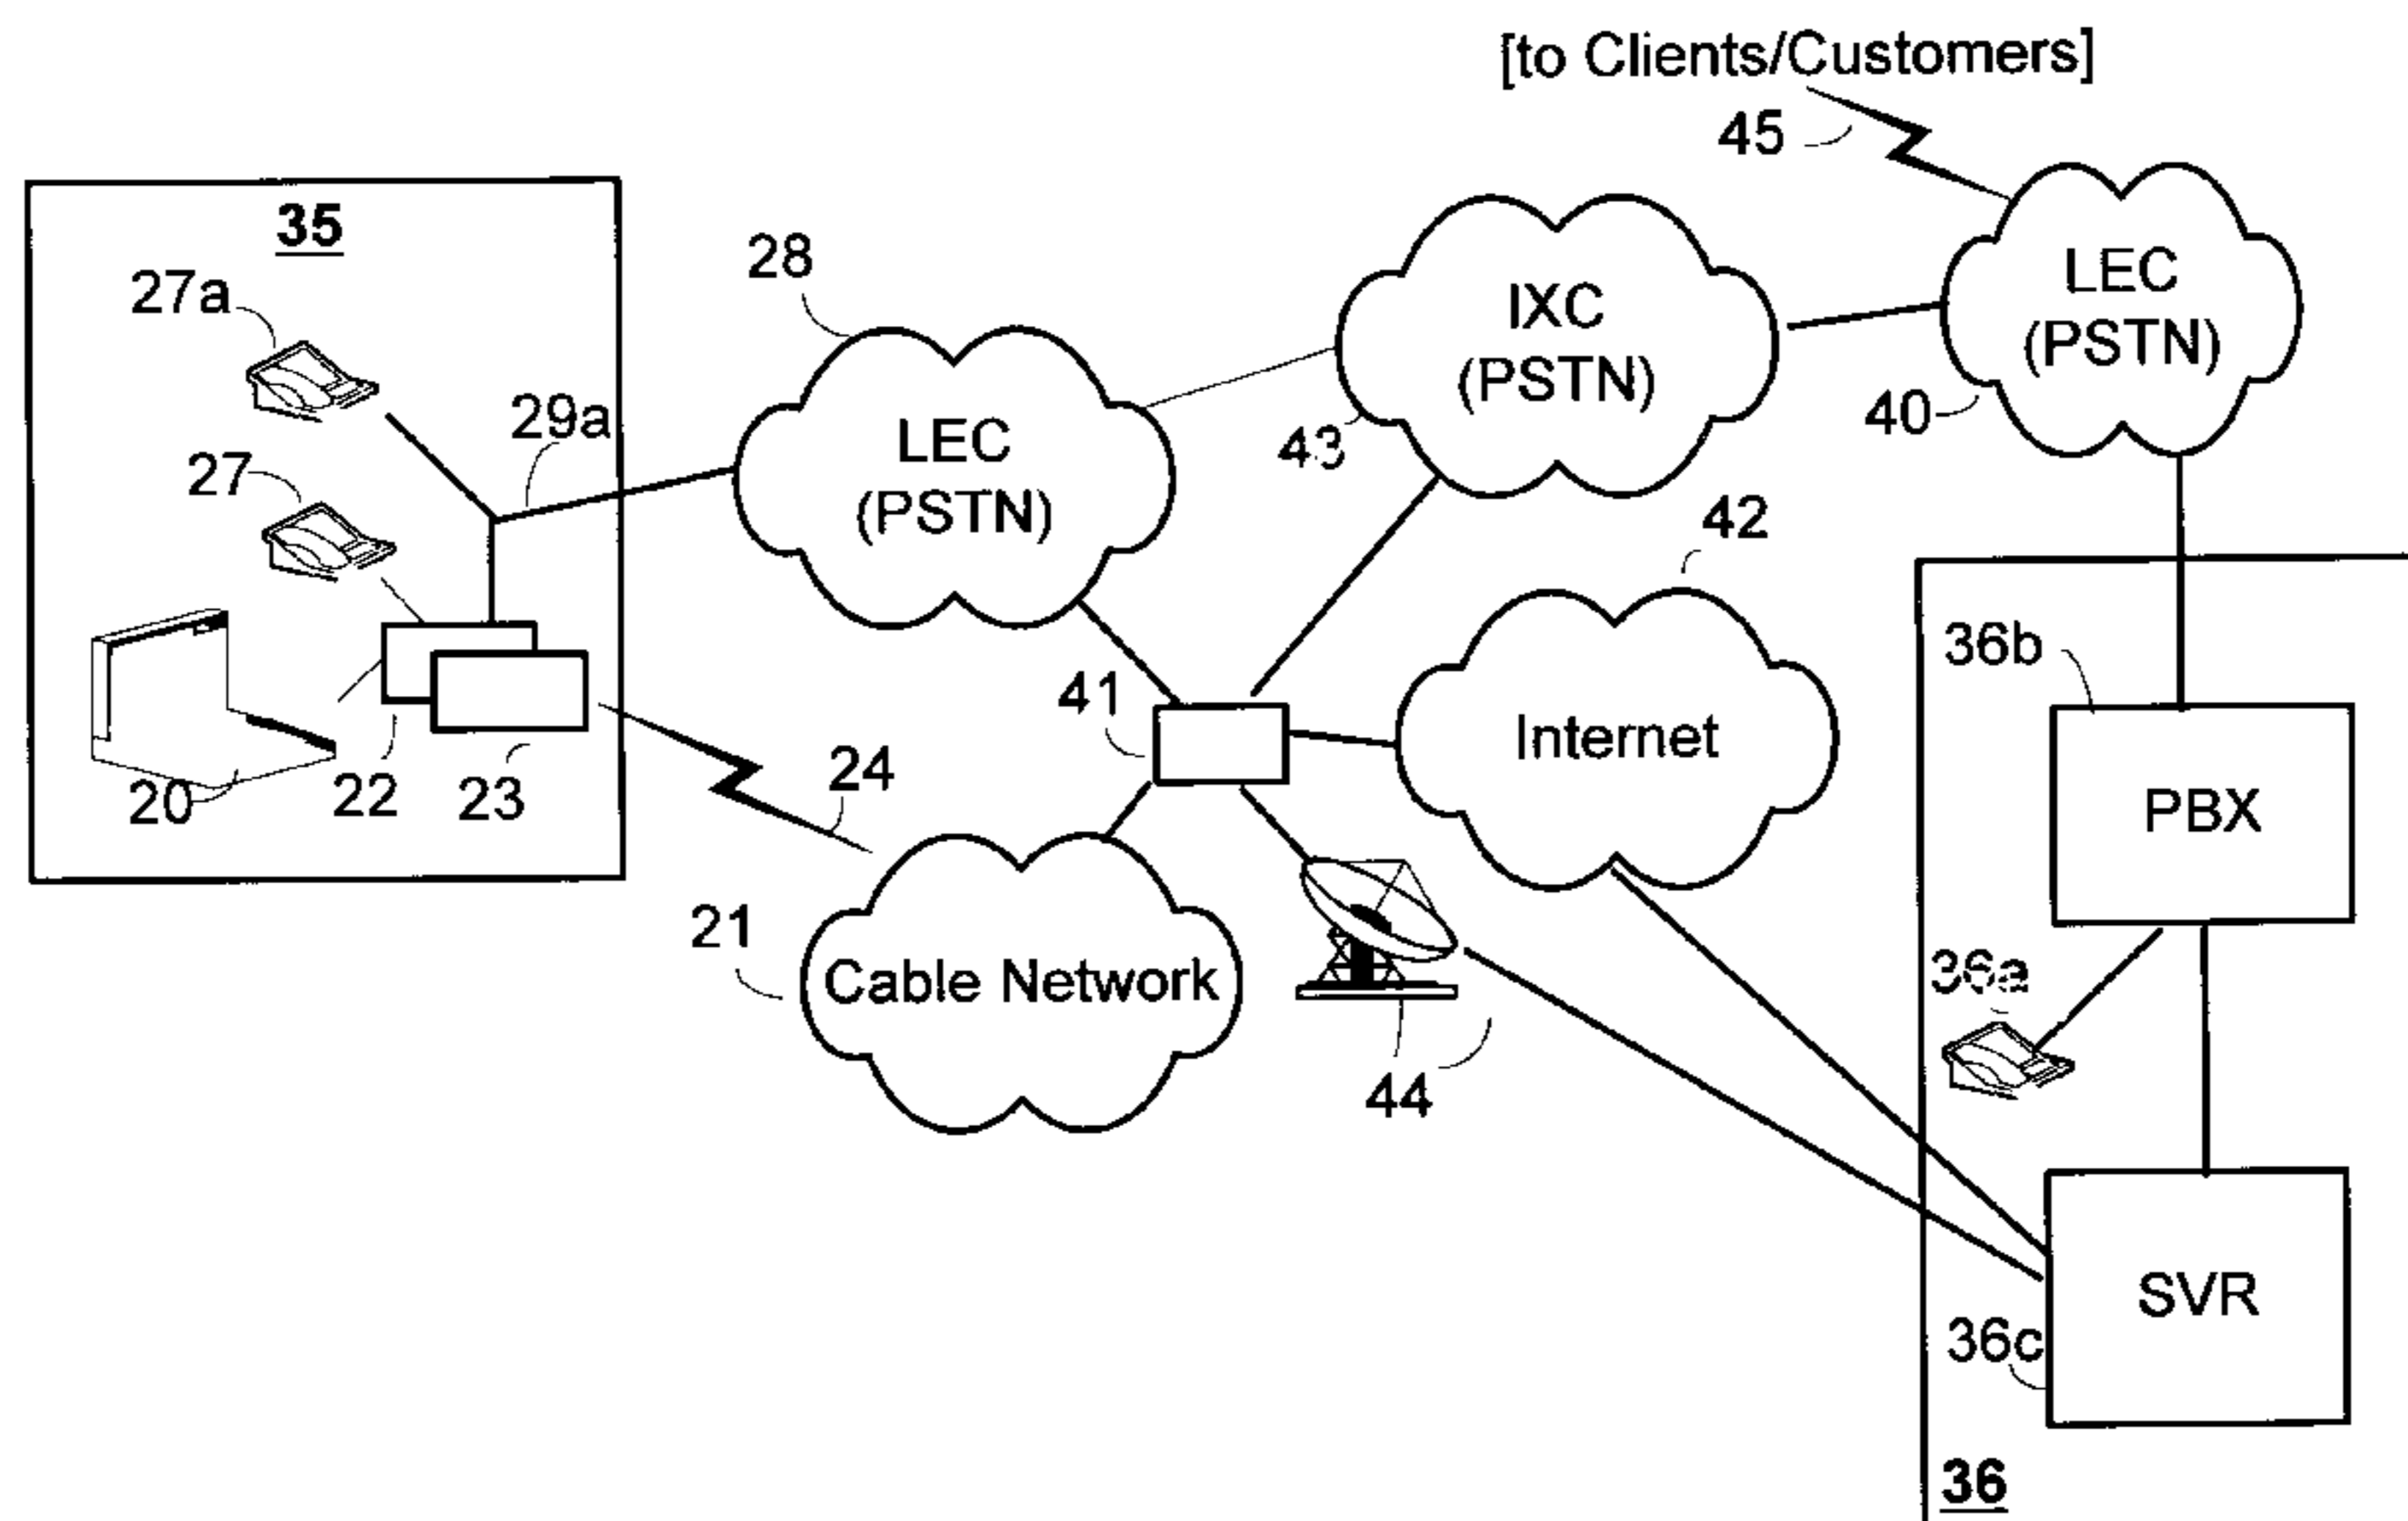 [to Clients/Customers]
45
35
27a
28
IXC
(PSTN)
LEC
(PSTN)
29a
LEC
(PSTN)
43
40
27
42
36b
41
Internet
24
20
22
23
PBX
21
Cable Network
36a
44
SVR
36c
36